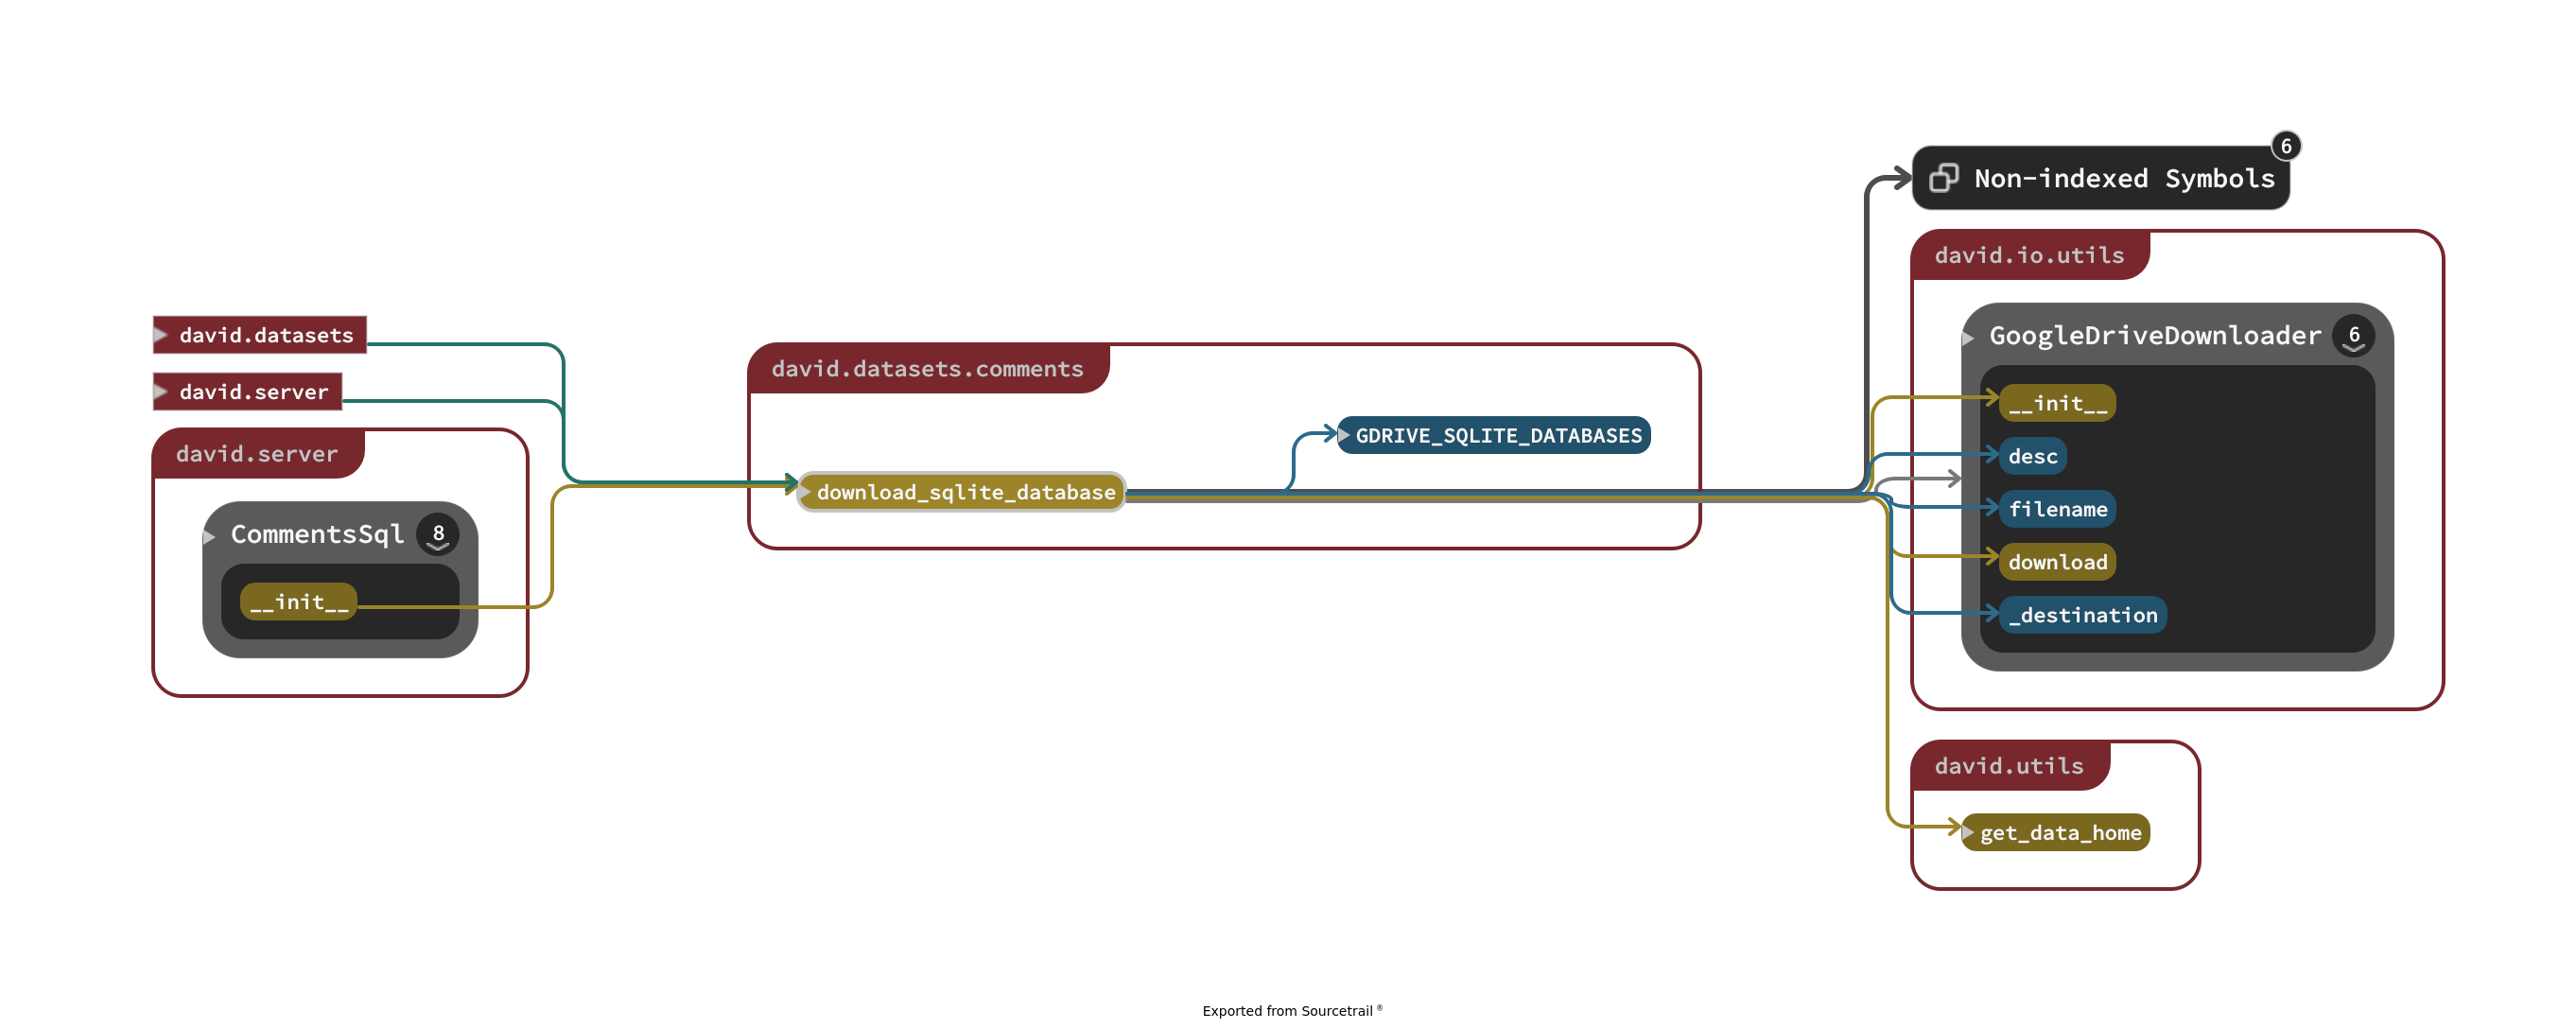 david.datasets
david.server
david.server
CommentsSql
8
__init__
david.datasets.comments
GDRIVE_SQLITE_DATABASES
download_sqlite_database
6
Non-indexed Symbols
david.io.utils
GoogleDriveDownloader
6
__init__
desc
filename
download
_destination
david.utils
get_data_home
Exported from Sourcetrail ®